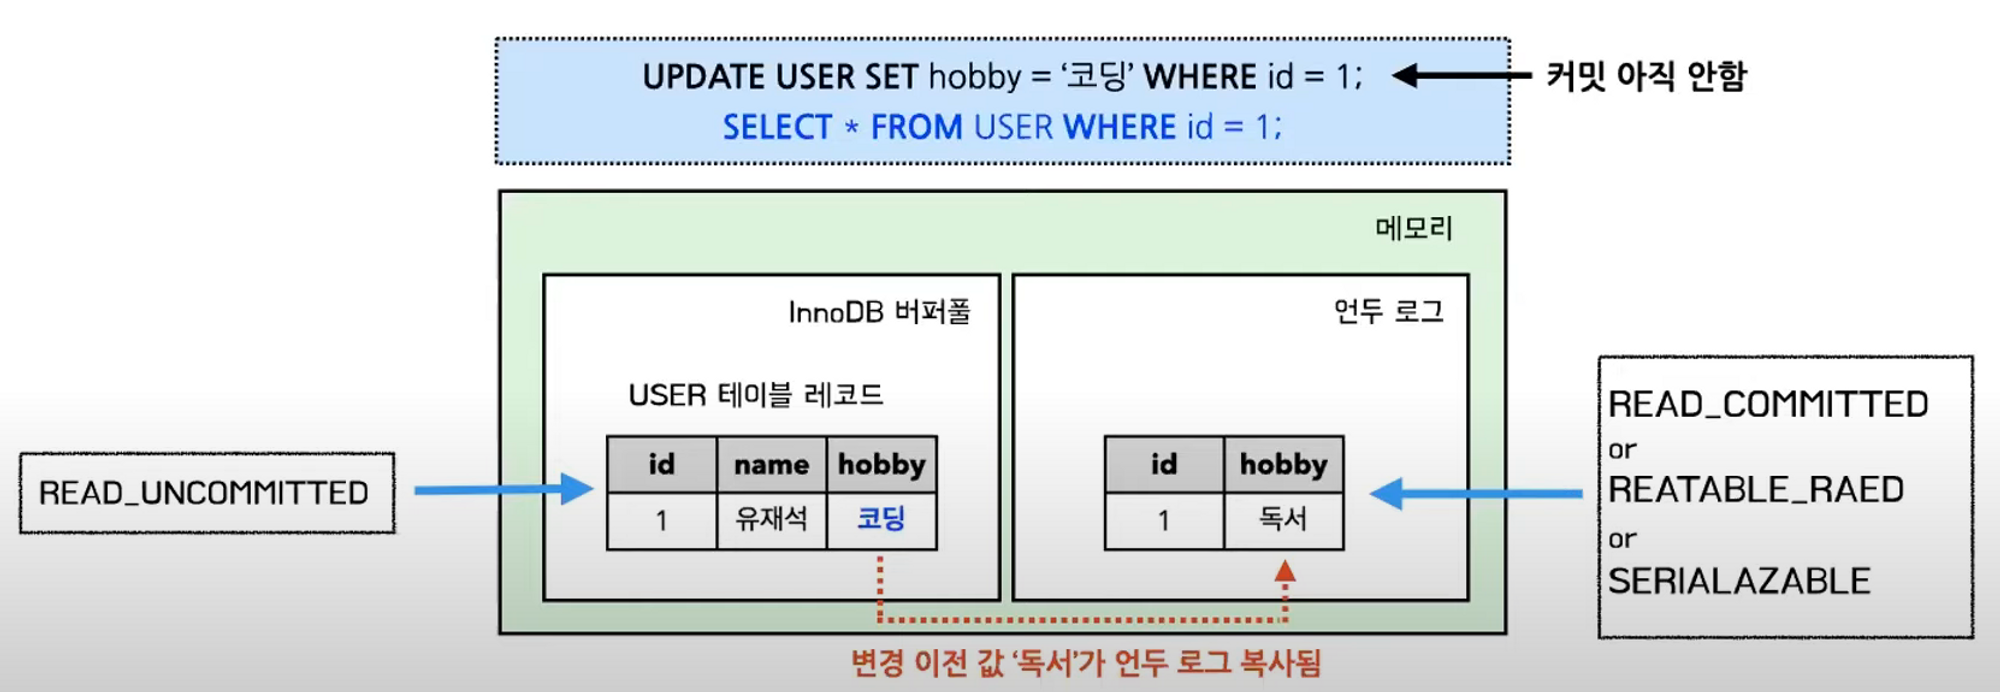 UPDATE USER SET hobby = ‘코딩’ WHERE id = 1;
커밋 아직 안함
SELECT * FROM USER WHERE id = 1;
메모리
InnoDB 버퍼풀
언두 로그
USER 테이블 레코드
id name hobby
1 유재석 코딩
id hobby
1 독서
READ_UNCOMMITTED
READ_COMMITTED
or
REATABLE_RAED
or
SERIALAZABLE
변경 이전 값 ‘독서’가 언두 로그 복사됨